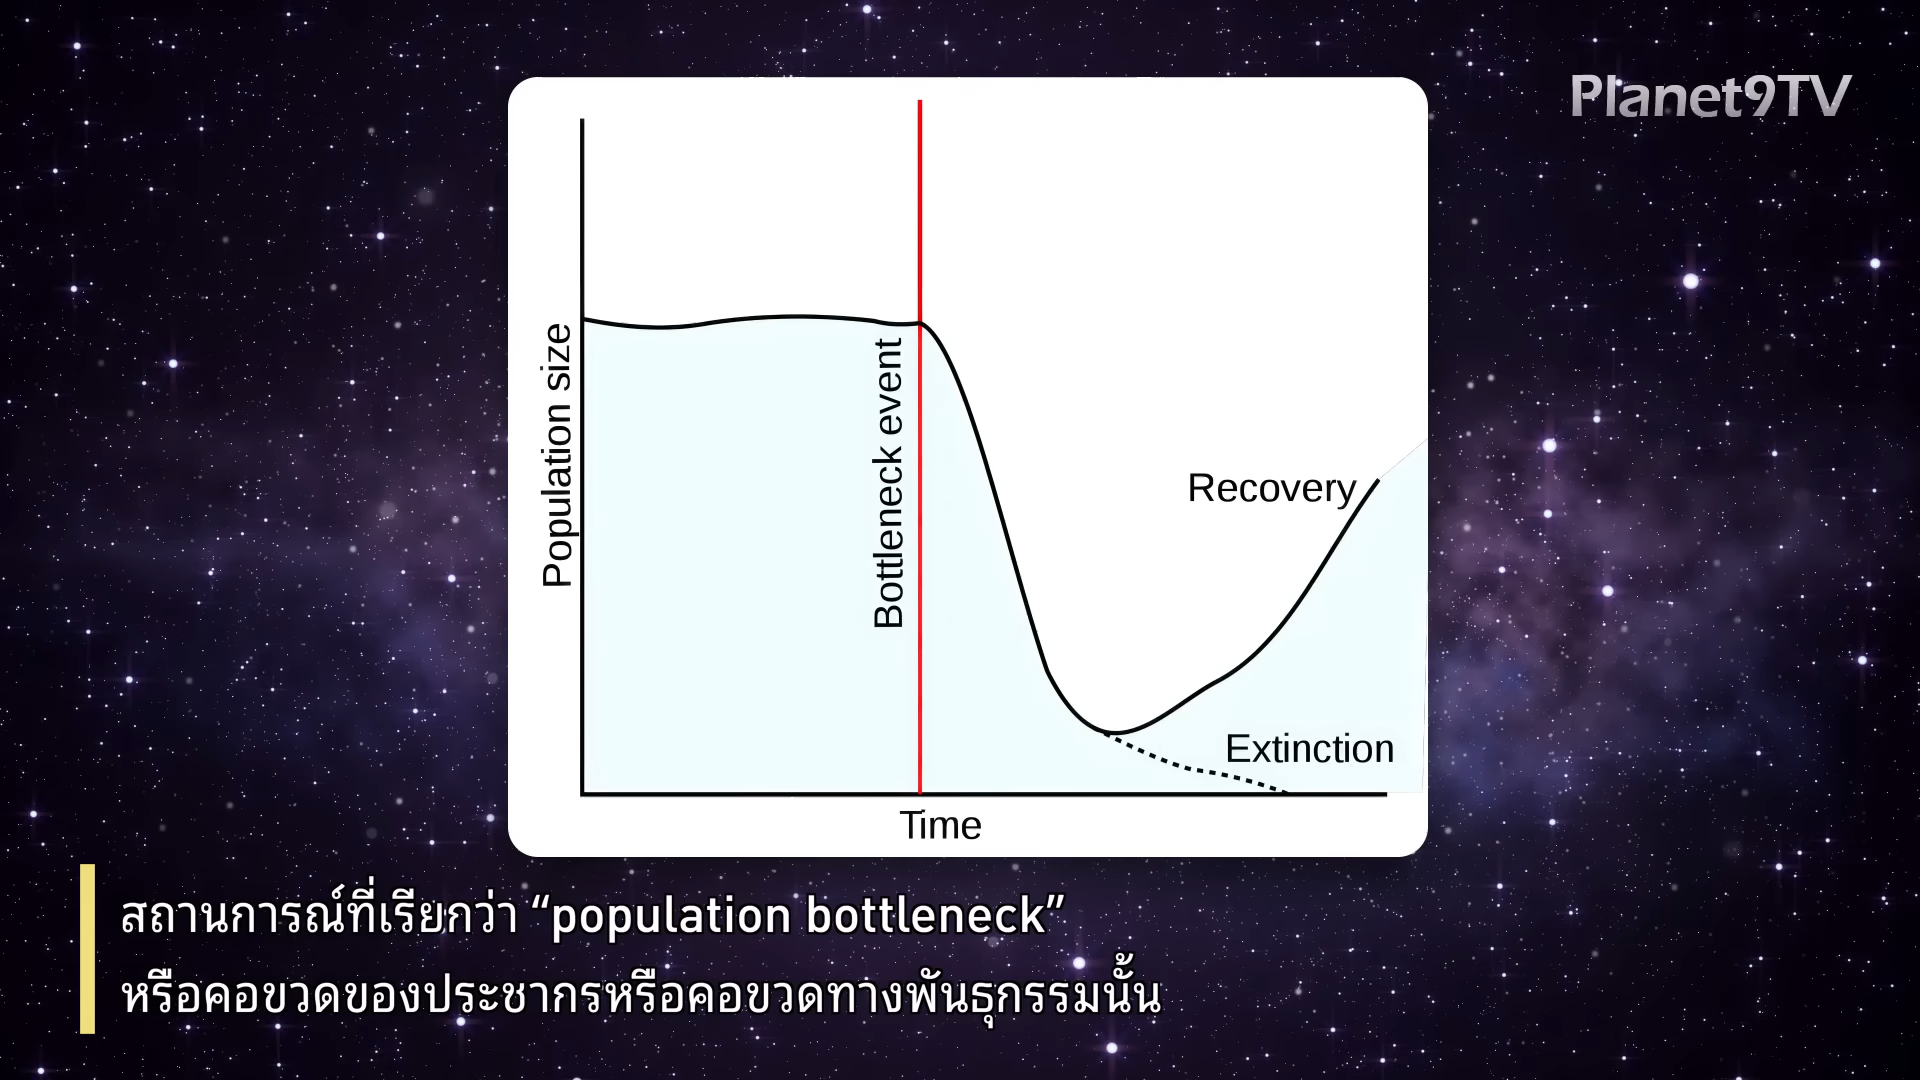 Planet9TV
Population size
Bottleneck event
Recovery
Extinction
Time
สถานการณ์ที่เรียกว่า “population bottleneck”
หรือคอขวดของประชากรหรือคอขวดทางพันธุกรรมนั้น